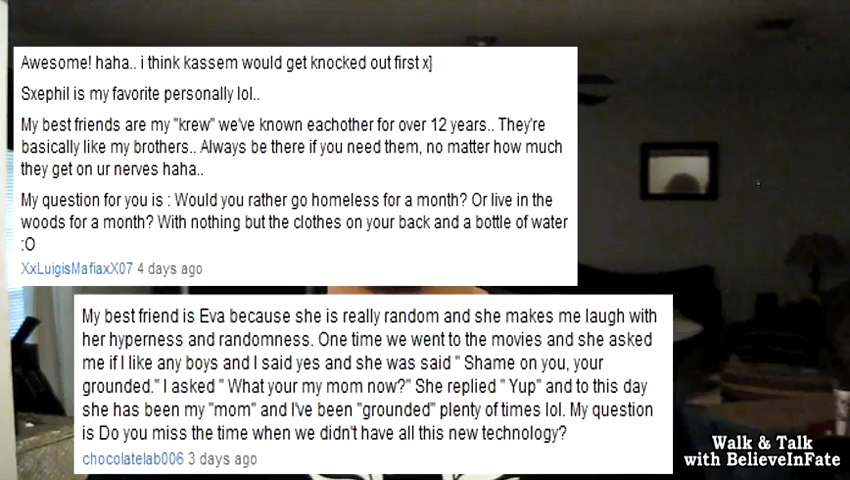 Awesome! haha.. i think kassem would get knocked out first x]
Sxephil is my favorite personally lol..
My best friends are my "krew" we've known eachother for over 12 years.. They're
basically like my brothers.. Always be there if you need them, no matter how much
they get on ur nerves haha..
My question for you is : Would you rather go homeless for a month? Or live in the
woods for a month? With nothing but the clothes on your back and a bottle of water
:O
XxLuigisMafiaxX07 4 days ago
My best friend is Eva because she is really random and she makes me laugh with
her hyperness and randomness. One time we went to the movies and she asked
me if I like any boys and I said yes and she was said " Shame on you, your
grounded." I asked " What your my mom now?" She replied " Yup" and to this day
she has been my "mom" and I've been "grounded" plenty of times lol. My question
is Do you miss the time when we didn't have all this new technology?
chocolatelab006 3 days ago
Walk & Talk
with BelieveInFate